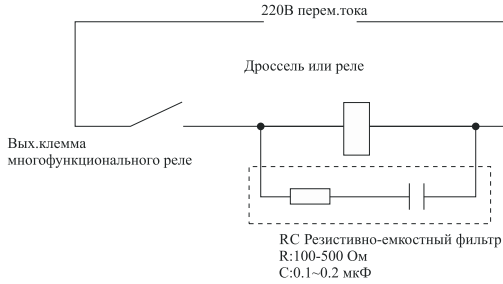 220В перем.тока
Дроссель или реле
Вых.клемма
многофункционального реле
RC Резистивно-емкостный фильтр
R:100-500 Ом
C:0.1~0.2 мкФ